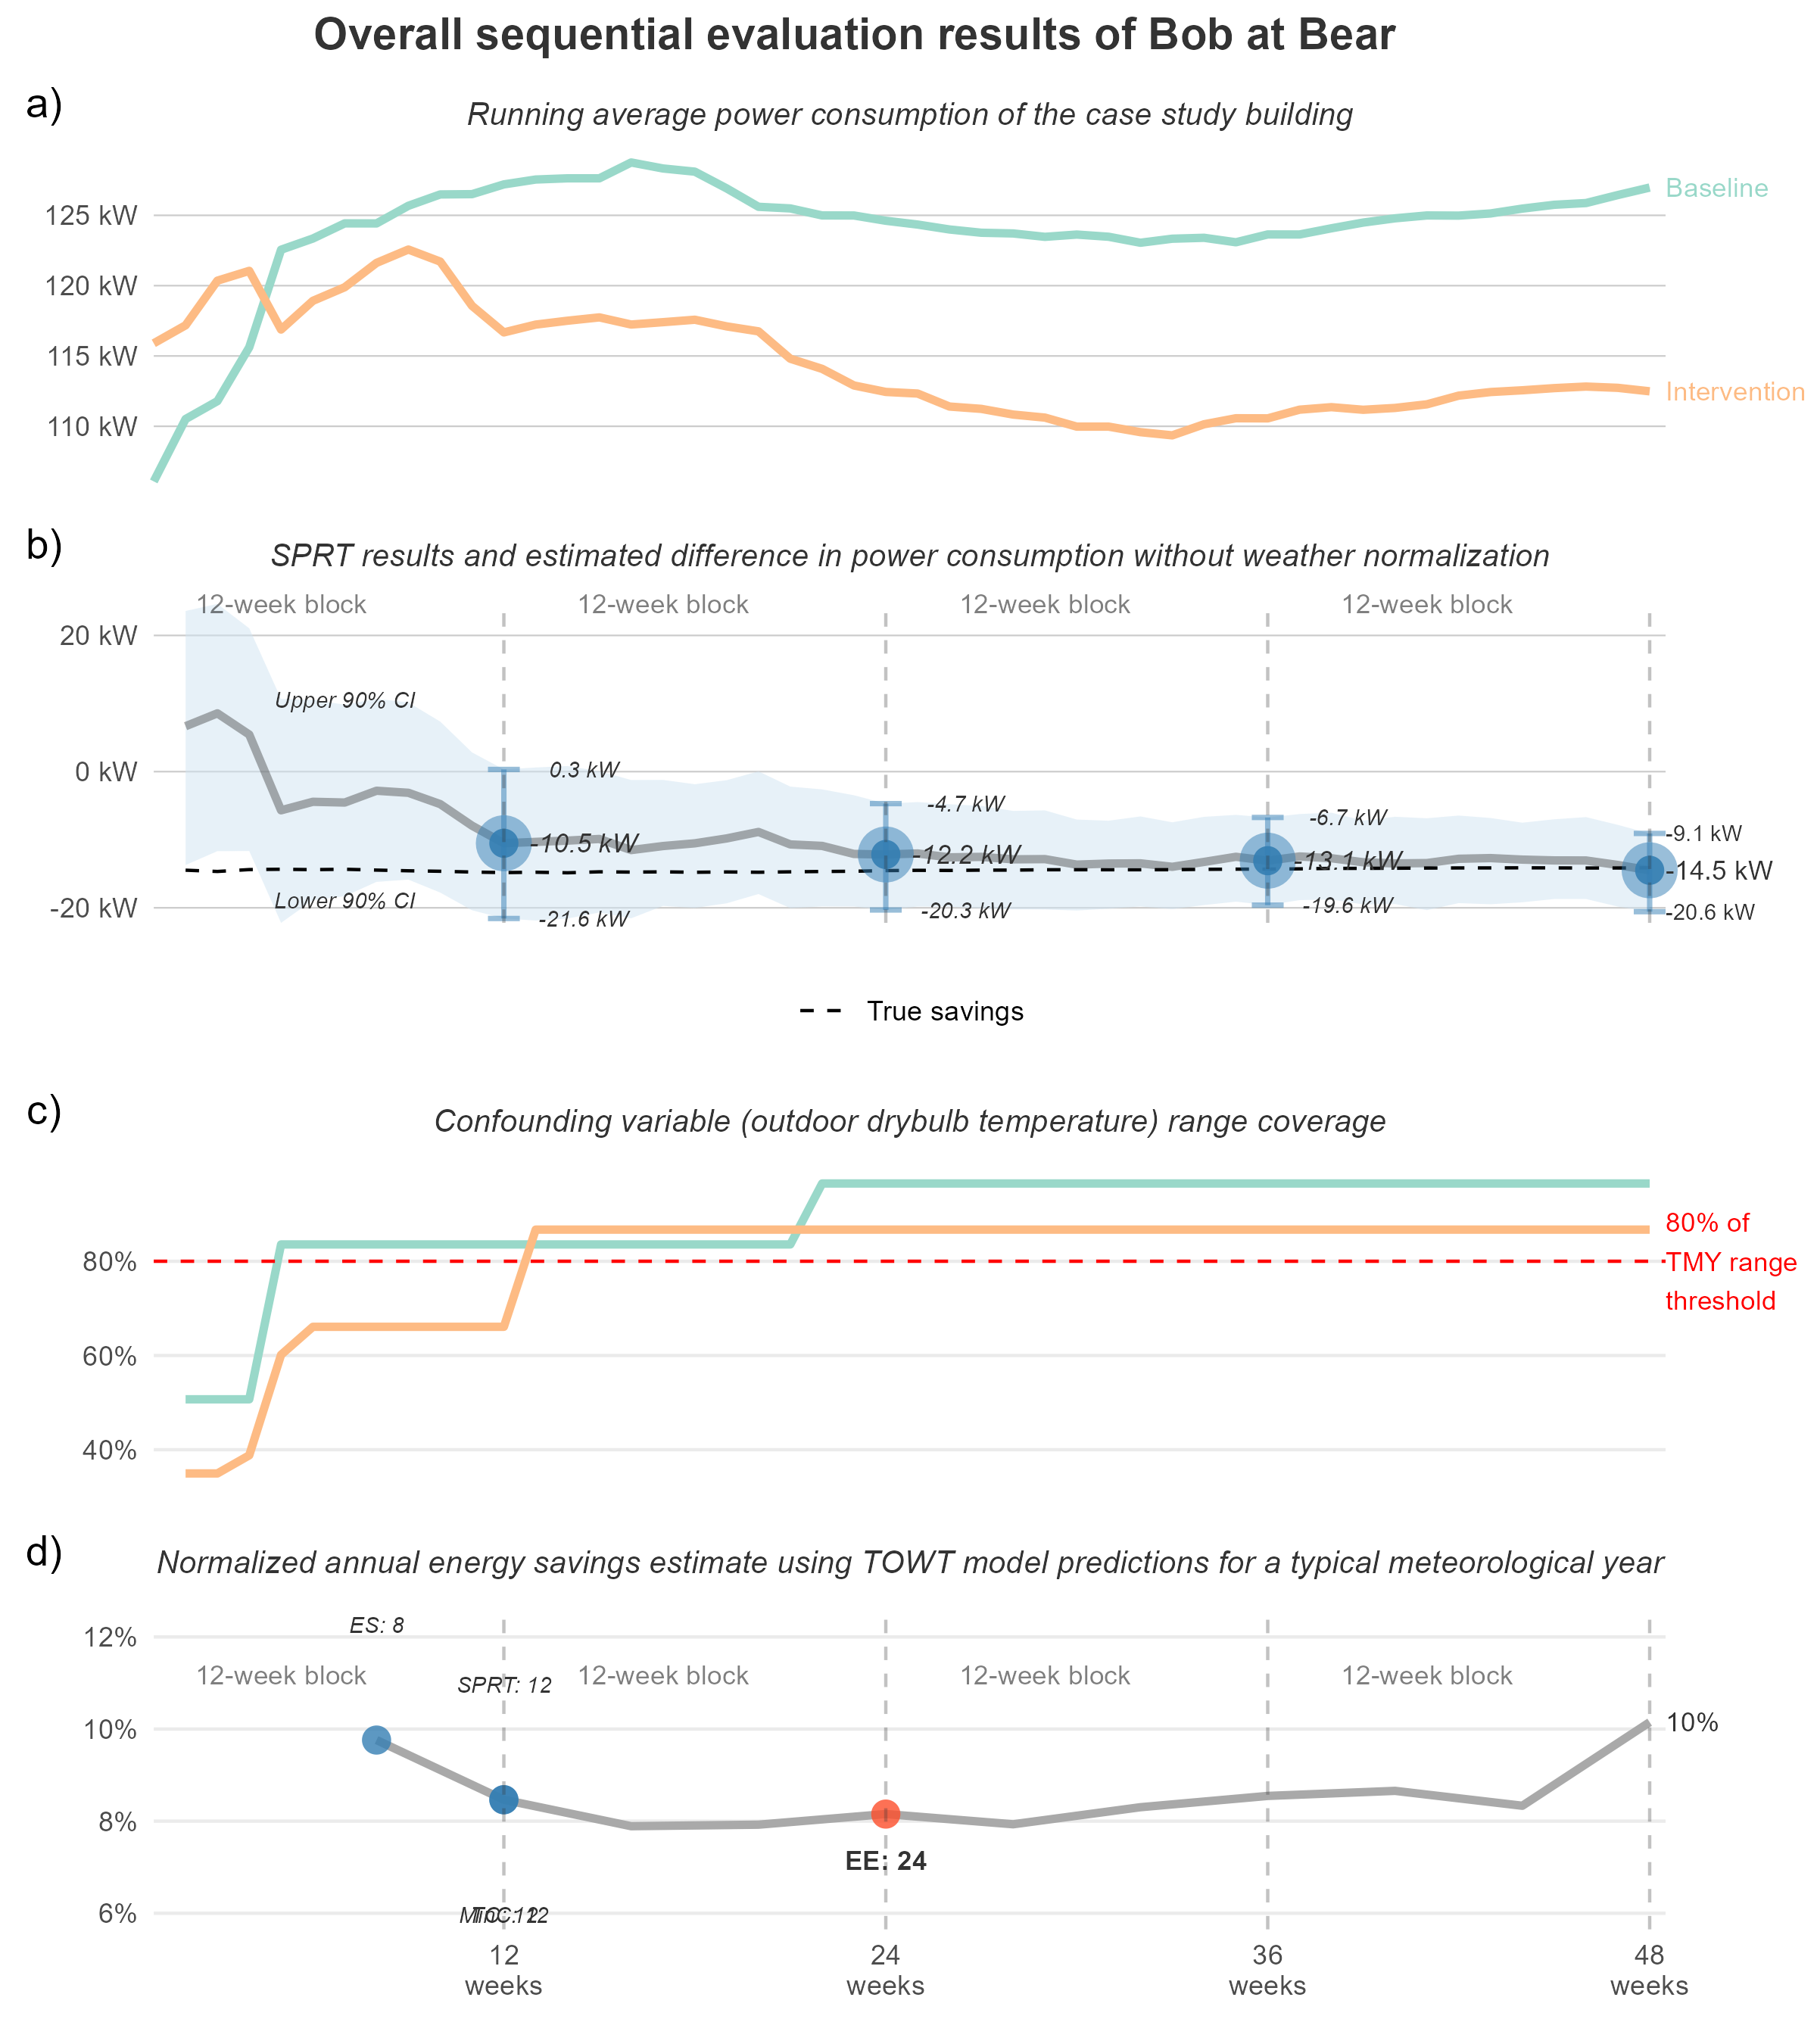 Overall sequential evaluation results of Bob at Bear
a)
Running average power consumption of the case study building
125 kW
120 kW
115 kW
110 kW
Baseline
Intervention
b)
SPRT results and estimated difference in power consumption without weather normalization
12-week block
12-week block
12-week block
12-week block
20 kW
0 kW
-20 kW
Upper 90% CI
Lower 90% CI
0.3 kW
-10.5 kW
-21.6 kW
-4.7 kW
-12.2 kW
-20.3 kW
-6.7 kW
-13.1 kW
-19.6 kW
-9.1 kW
-14.5 kW
-20.6 kW
True savings
c)
Confounding variable (outdoor drybulb temperature) range coverage
80%
60%
40%
80% of
TMY range
threshold
d)
Normalized annual energy savings estimate using TOWT model predictions for a typical meteorological year
12%
10%
8%
6%
ES: 8
12-week block
12-week block
12-week block
12-week block
SPRT: 12
10%
EE: 24
12
weeks
24
weeks
36
weeks
48
weeks